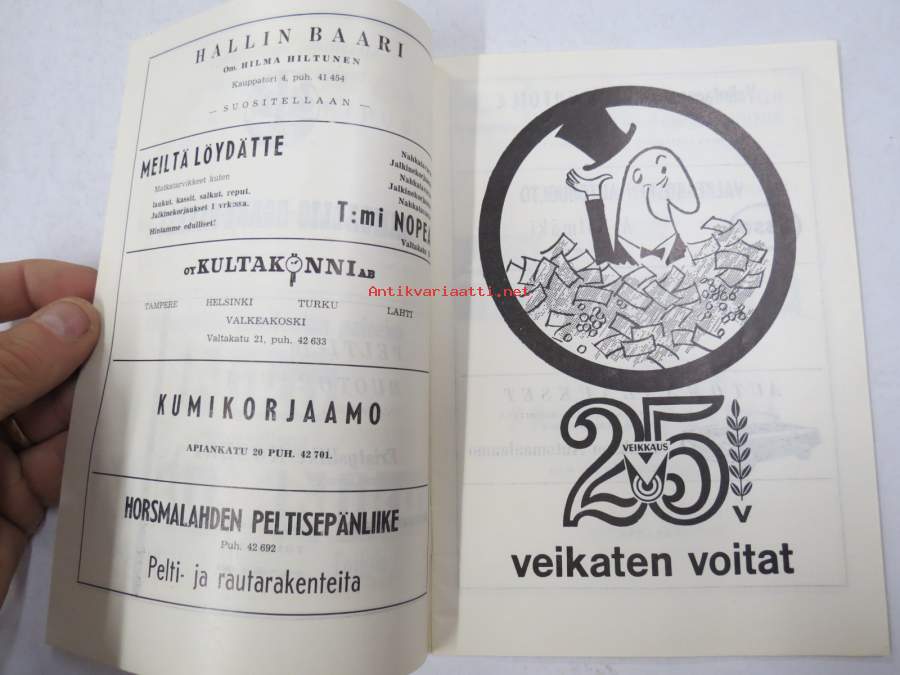 HALLIN BAARI
Om. HILMA HILTUNEN
Kauppatori 4, puh. 41 454
— SUOSITELLAAN —
MEILTÄ LÖYDÄTTE
Matkatarvikkeet kuten
laukut, kassit, salkut, reput,
Jalkinekorjaukset 1 vrk:ssa.
Hintamme edulliset!
T:mi
OY KULTAKONNI AB
TAMPERE HELSINKI TURKU LAHTI
VALKEAKOSKI
Valtakatu 21, puh. 42 633
KUMIKORJAAMO
APIANKATU 20 PUH. 42 701.
HORSMALAHDEN PELTISEPÄNLIIKE
Puh. 42 692
Pelti- ja rautarakenteita
Antikvariaatti.net
25 v
VEIKKAUS
veikaten voitat